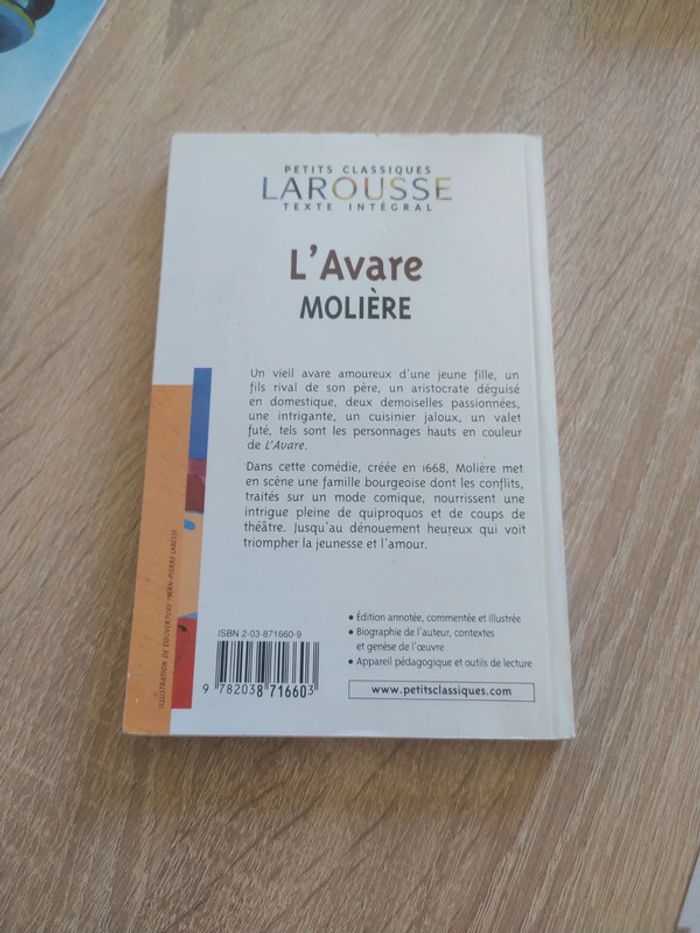 PETITS CLASSIQUES
LAROUSSE
TEXTE INTÉGRAL
L'Avare
MOLIÈRE
Un vieil avare amoureux d'une jeune fille, un
fils rival de son père, un aristocrate déguisé
en domestique, deux demoiselles passionnées,
une intrigante, un cuisinier jaloux, un valet
futé, tels sont les personnages hauts en couleur
de L'Avare.
Dans cette comédie, créée en 1668, Molière met
en scène une famille bourgeoise dont les conflits,
traités sur un mode comique, nourrissent une
intrigue pleine de quiproquos et de coups de
théâtre. Jusqu'au dénouement heureux qui voit
triompher la jeunesse et l'amour.
ILLUSTRATION DE COUVERTURE : JEAN-PIERRE LABESSE
• Édition annotée, commentée et illustrée
• Biographie de l'auteur, contextes
et genèse de l'œuvre
• Appareil pédagogique et outils de lecture
www.petitsclassiques.com
ISBN 2-03-871660-9
9 782038 716603